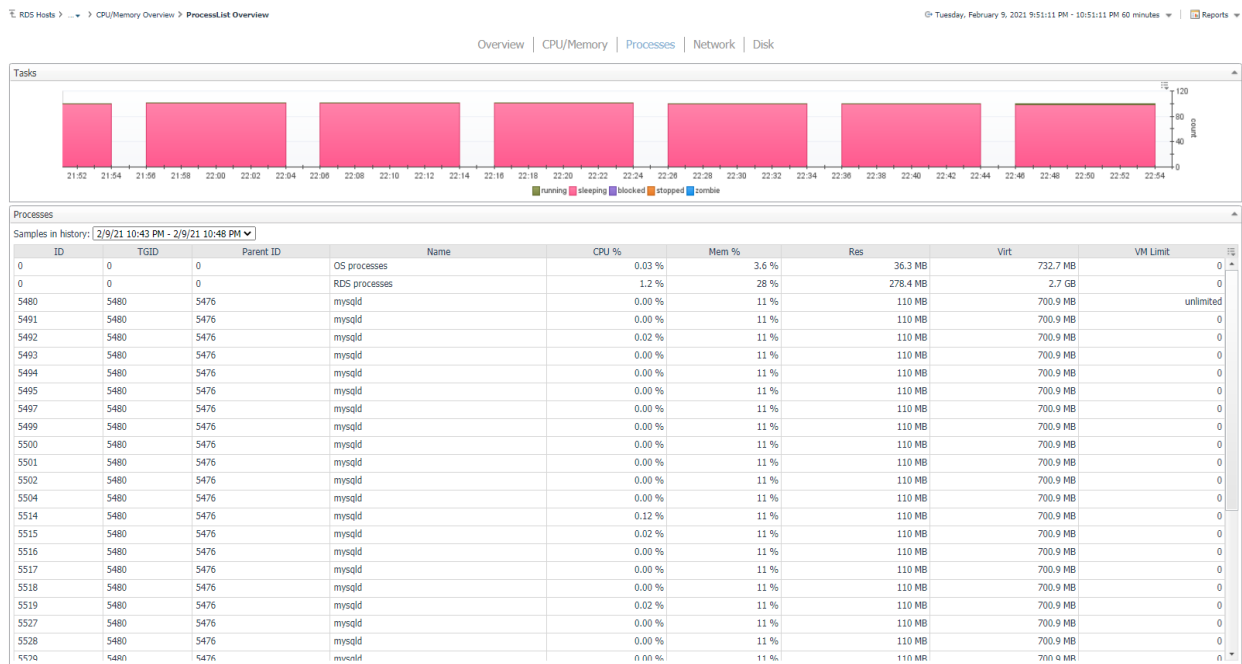 RDS Hosts > ... > CPU/Memory Overview > ProcessList Overview
Tuesday, February 9, 2021 9:51:11 PM - 10:51:11 PM 60 minutes | Reports
Overview | CPU/Memory | Processes | Network | Disk
Tasks
120
80
40
0
count
21:52 21:54 21:56 21:58 22:00 22:02 22:04 22:06 22:08 22:10 22:12 22:14 22:16 22:18 22:20 22:22 22:24 22:26 22:28 22:30 22:32 22:34 22:36 22:38 22:40 22:42 22:44 22:46 22:48 22:50 22:52 22:54
running sleeping blocked stopped zombie
Processes
Samples in history: 2/9/21 10:43 PM - 2/9/21 10:48 PM
ID TGID Parent ID Name CPU % Mem % Res Virt VM Limit
0 0 0 OS processes 0.03 % 3.6 % 36.3 MB 732.7 MB 0
0 0 0 RDS processes 1.2 % 28 % 278.4 MB 2.7 GB 0
5480 5480 5476 mysqld 0.00 % 11 % 110 MB 700.9 MB unlimited
5491 5480 5476 mysqld 0.00 % 11 % 110 MB 700.9 MB 0
5492 5480 5476 mysqld 0.02 % 11 % 110 MB 700.9 MB 0
5493 5480 5476 mysqld 0.00 % 11 % 110 MB 700.9 MB 0
5494 5480 5476 mysqld 0.00 % 11 % 110 MB 700.9 MB 0
5495 5480 5476 mysqld 0.00 % 11 % 110 MB 700.9 MB 0
5497 5480 5476 mysqld 0.00 % 11 % 110 MB 700.9 MB 0
5499 5480 5476 mysqld 0.00 % 11 % 110 MB 700.9 MB 0
5500 5480 5476 mysqld 0.00 % 11 % 110 MB 700.9 MB 0
5501 5480 5476 mysqld 0.00 % 11 % 110 MB 700.9 MB 0
5502 5480 5476 mysqld 0.00 % 11 % 110 MB 700.9 MB 0
5504 5480 5476 mysqld 0.00 % 11 % 110 MB 700.9 MB 0
5514 5480 5476 mysqld 0.12 % 11 % 110 MB 700.9 MB 0
5515 5480 5476 mysqld 0.02 % 11 % 110 MB 700.9 MB 0
5516 5480 5476 mysqld 0.00 % 11 % 110 MB 700.9 MB 0
5517 5480 5476 mysqld 0.00 % 11 % 110 MB 700.9 MB 0
5518 5480 5476 mysqld 0.00 % 11 % 110 MB 700.9 MB 0
5519 5480 5476 mysqld 0.02 % 11 % 110 MB 700.9 MB 0
5527 5480 5476 mysqld 0.00 % 11 % 110 MB 700.9 MB 0
5528 5480 5476 mysqld 0.00 % 11 % 110 MB 700.9 MB 0
5529 5480 5476 mysqld 0.00 % 11 % 110 MB 700.9 MB 0